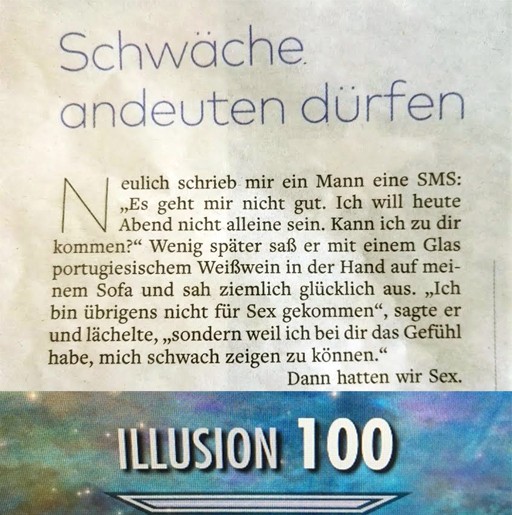 Schwäche
andeuten dürfen
Neulich schrieb mir ein Mann eine SMS:
„Es geht mir nicht gut. Ich will heute
Abend nicht alleine sein. Kann ich zu dir
kommen?“ Wenig später saß er mit einem Glas
portugiesischem Weißwein in der Hand auf mei-
nem Sofa und sah ziemlich glücklich aus. „Ich
bin übrigens nicht für Sex gekommen“, sagte er
und lächelte, „sondern weil ich bei dir das Gefühl
habe, mich schwach zeigen zu können.“
Dann hatten wir Sex.
ILLUSION 100